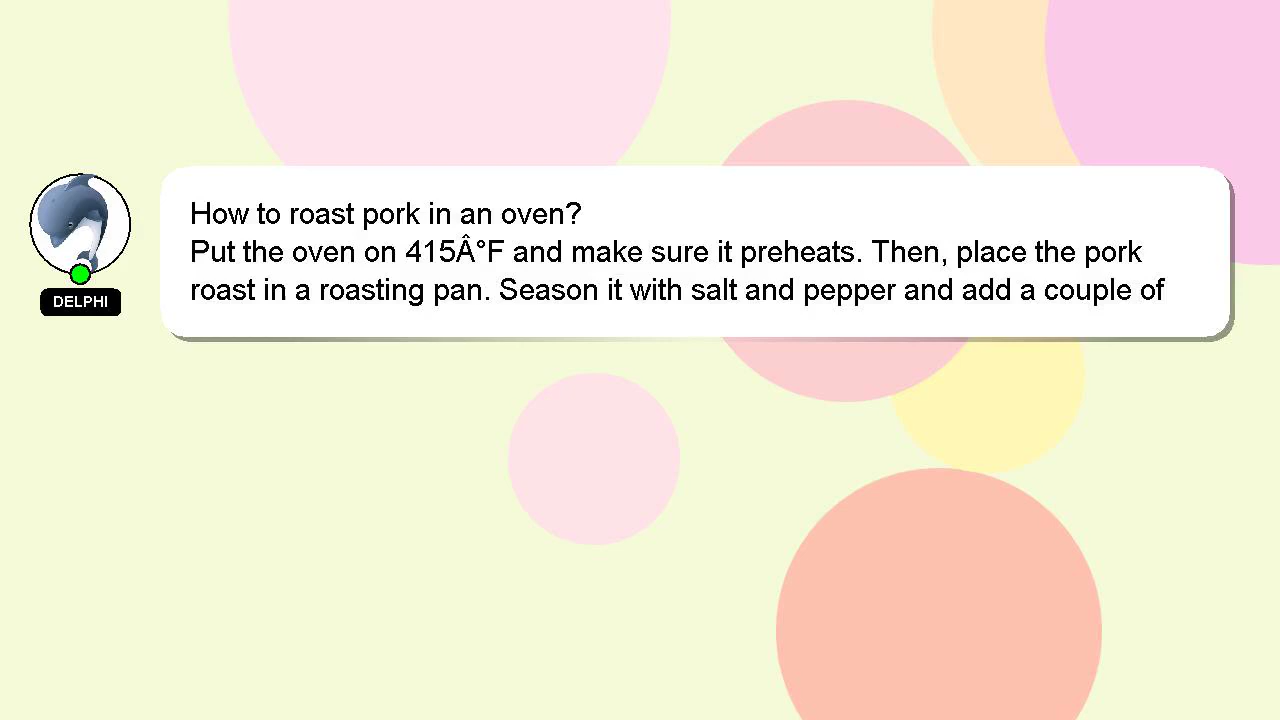 How to roast pork in an oven?
Put the oven on 415Â°F and make sure it preheats. Then, place the pork
roast in a roasting pan. Season it with salt and pepper and add a couple of
DELPHI